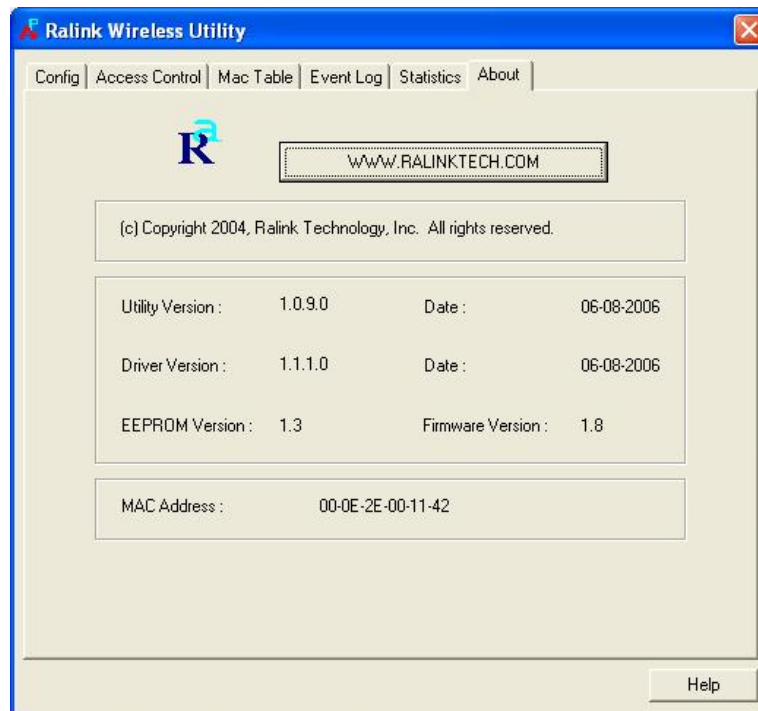 Ralink Wireless Utility
Config Access Control Mac Table Event Log Statistics About
Ra
WWW.RALINKTECH.COM
(c) Copyright 2004, Ralink Technology, Inc. All rights reserved.
Utility Version : 1.0.9.0 Date : 06-08-2006
Driver Version : 1.1.1.0 Date : 06-08-2006
EEPROM Version : 1.3 Firmware Version : 1.8
MAC Address : 00-0E-2E-00-11-42
Help